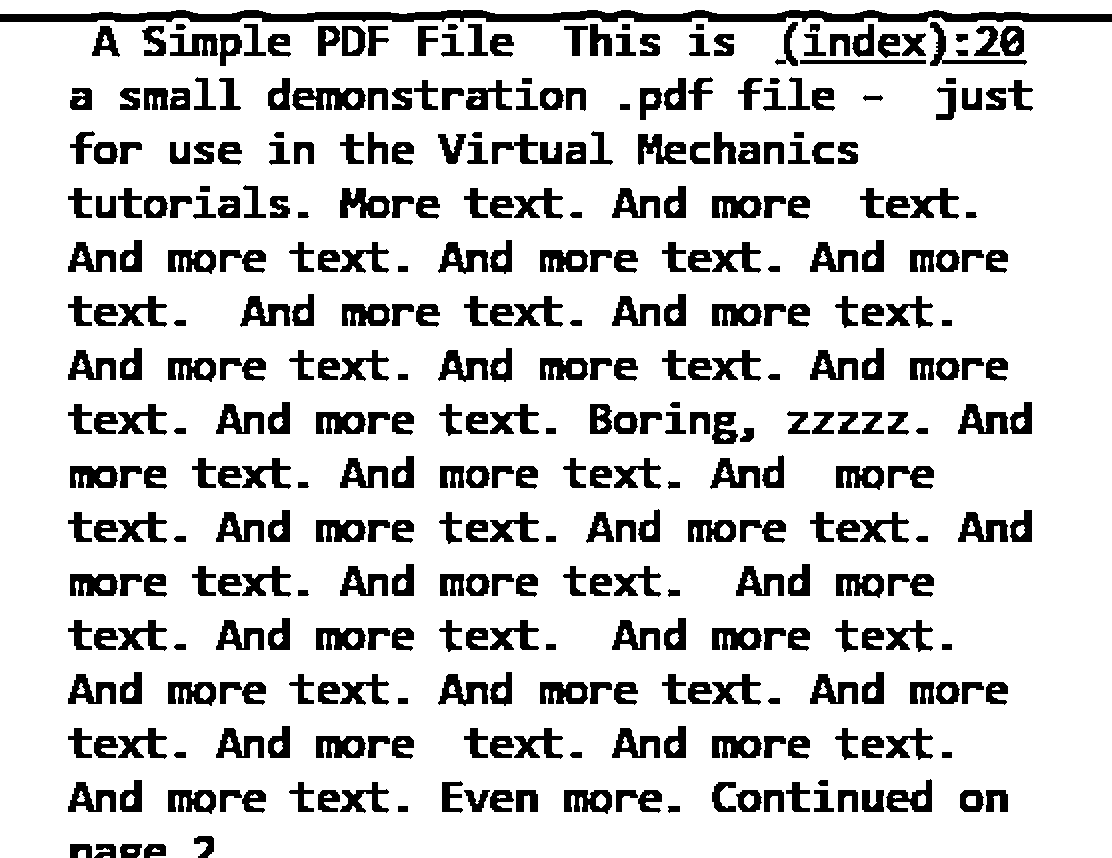 A Simple PDF File  This is  (index):20
a small demonstration .pdf file -  just
for use in the Virtual Mechanics
tutorials. More text. And more  text.
And more text. And more text. And more
text.  And more text. And more text.
And more text. And more text. And more
text. And more text. Boring, zzzzz. And
more text. And more text. And  more
text. And more text. And more text. And
more text. And more text.  And more
text. And more text.  And more text.
And more text. And more text. And more
text. And more  text. And more text.
And more text. Even more. Continued on
page 2